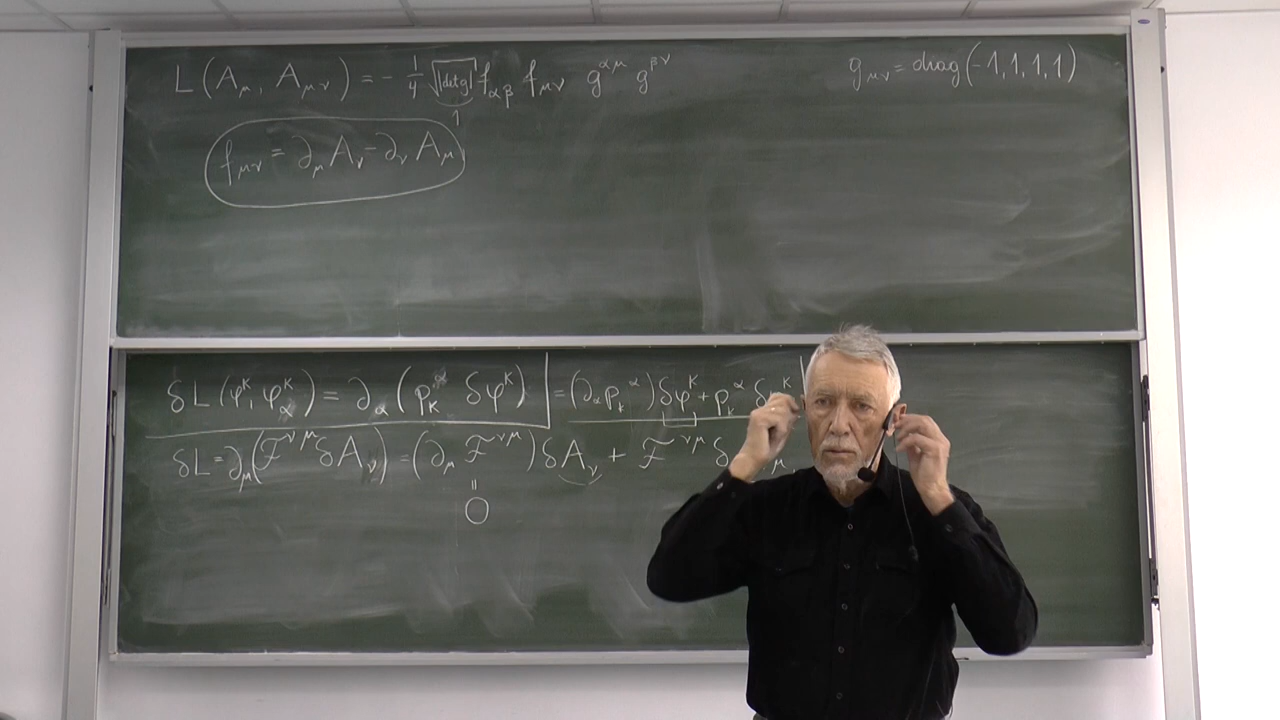 L(A_μ, A_μν) = - 1/4 √|det g| f_αβ f_μν g^αμ g^βν
1
g_μν = diag(-1,1,1,1)
f_μν = ∂_μ A_ν - ∂_ν A_μ
δL(φ^K, φ^K_α) = ∂_α (p_K^α δφ^K) = (∂_α p_K^α) δφ^K + p_K^α δφ^K
δL = ∂_μ (ℱ^νμ δA_ν) = (∂_μ ℱ^νμ) δA_ν + ℱ^νμ δ
=
0